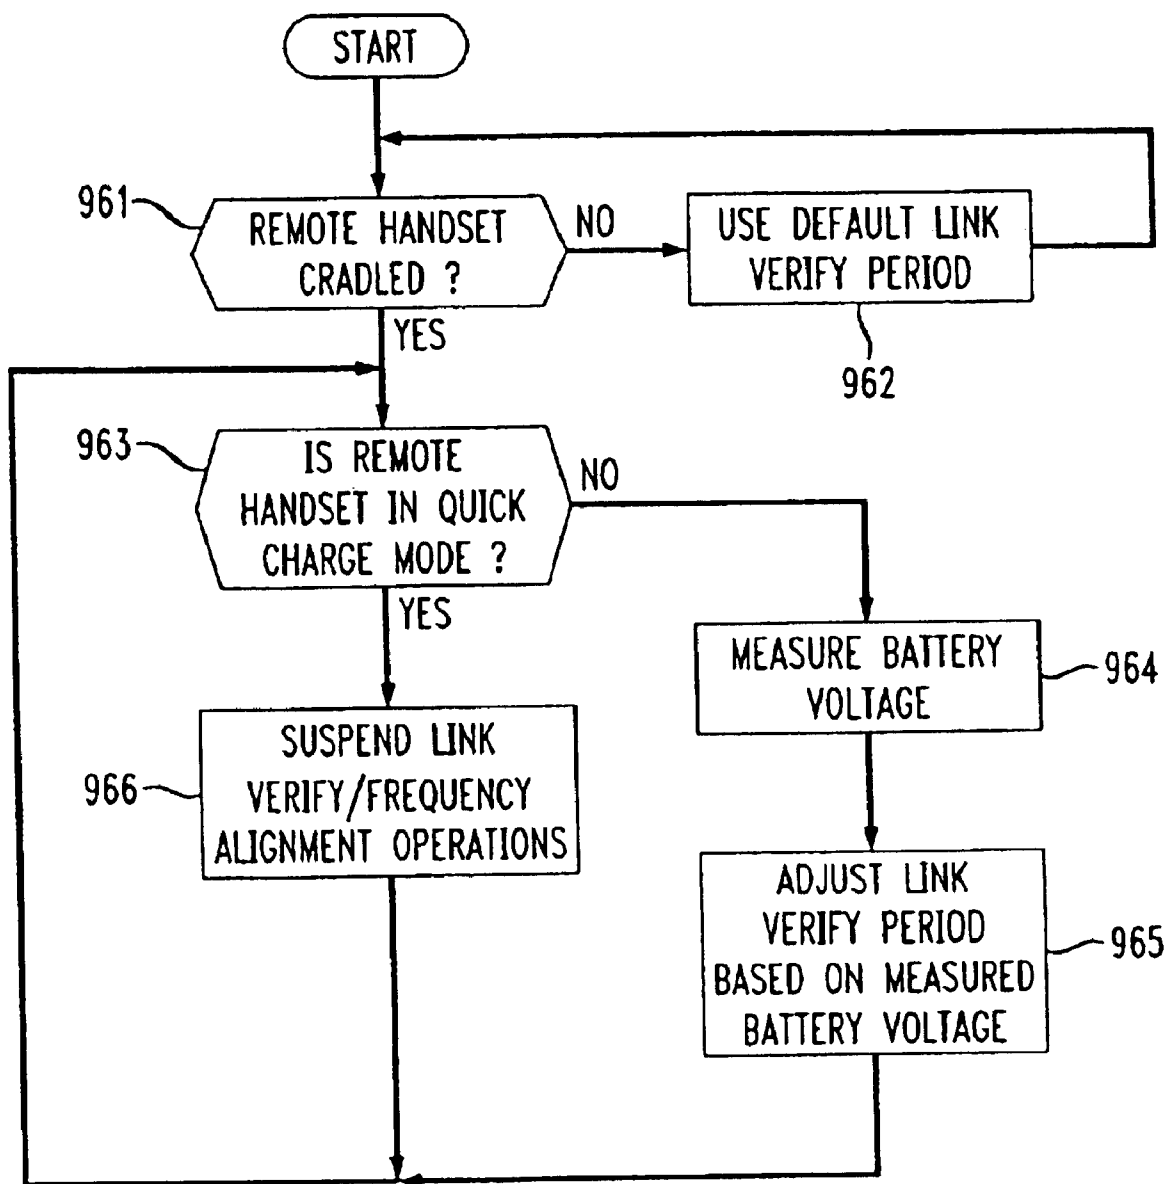 START
961
REMOTE HANDSET
CRADLED ?
NO
USE DEFAULT LINK
VERIFY PERIOD
962
YES
963
IS REMOTE
HANDSET IN QUICK
CHARGE MODE ?
NO
YES
MEASURE BATTERY
VOLTAGE
964
966
SUSPEND LINK
VERIFY/FREQUENCY
ALIGNMENT OPERATIONS
ADJUST LINK
VERIFY PERIOD
BASED ON MEASURED
BATTERY VOLTAGE
965